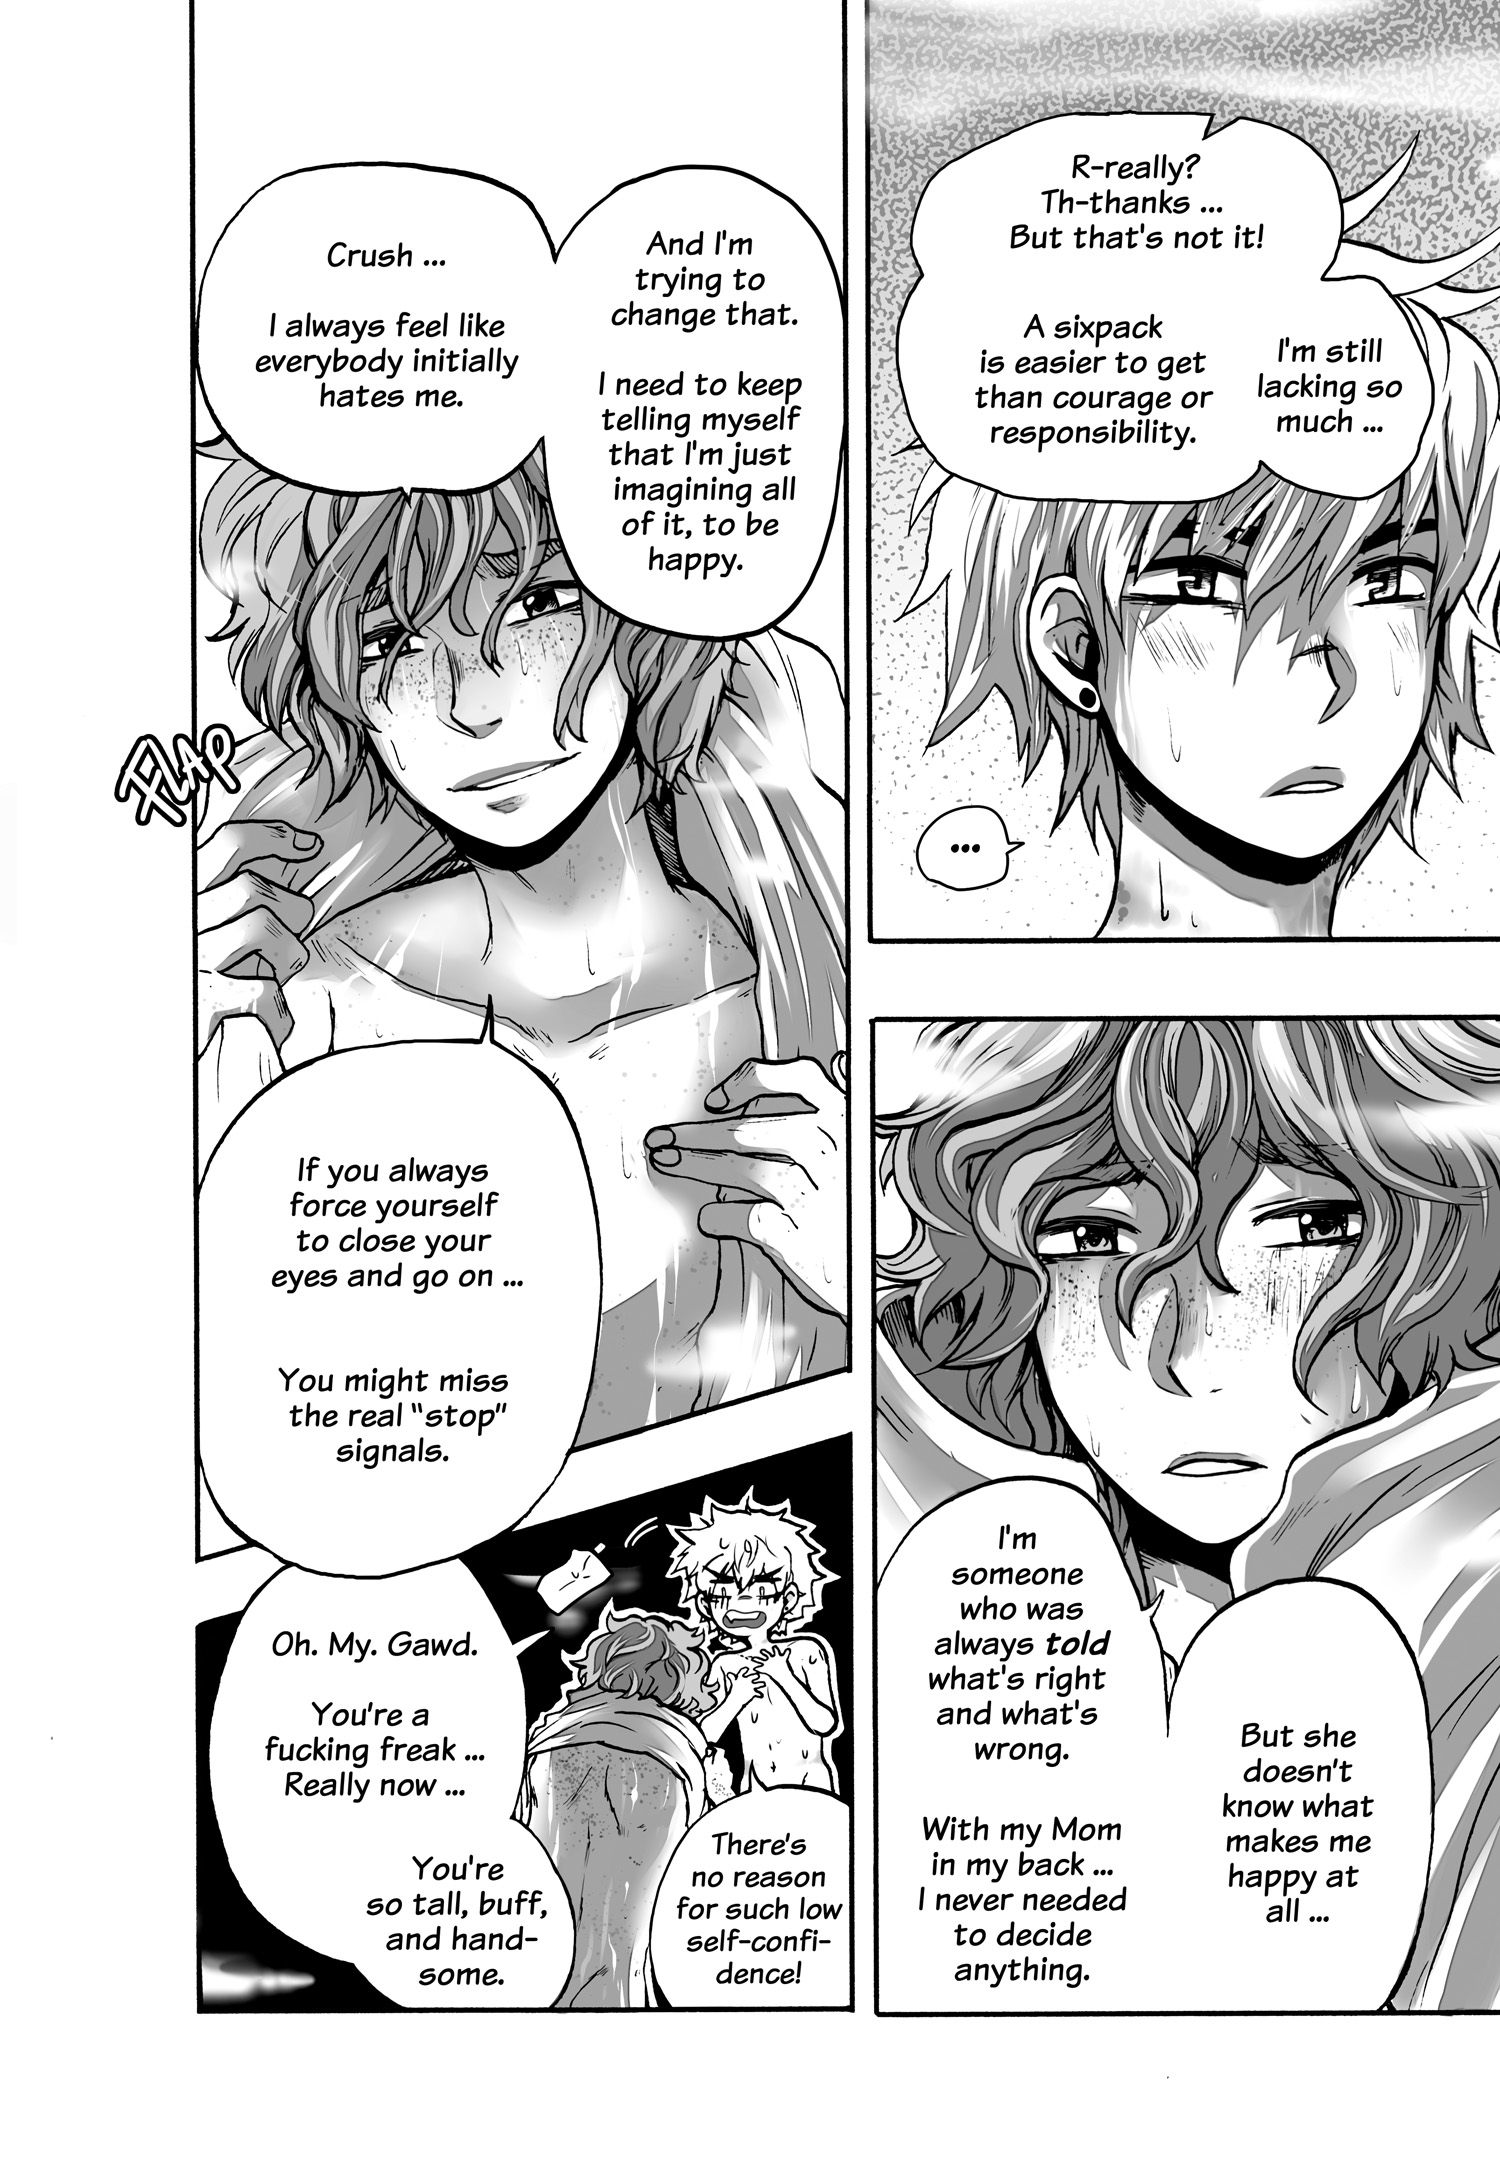 Crush ...
I always feel like
everybody initially
hates me.
And I'm
trying to
change that.
I need to keep
telling myself
that I'm just
imagining all
of it, to be
happy.
FLAP
If you always
force yourself
to close your
eyes and go on ...
You might miss
the real “stop”
signals.
Oh. My. Gawd.
You're a
fucking freak ...
Really now ...
You're
so tall, buff,
and hand-
some.
There's
no reason
for such low
self-confi-
dence!
R-really?
Th-thanks ...
But that's not it!
A sixpack
is easier to get
than courage or
responsibility.
I'm still
lacking so
much ...
...
I'm
someone
who was
always told
what's right
and what's
wrong.
With my Mom
in my back ...
I never needed
to decide
anything.
But she
doesn't
know what
makes me
happy at
all ...